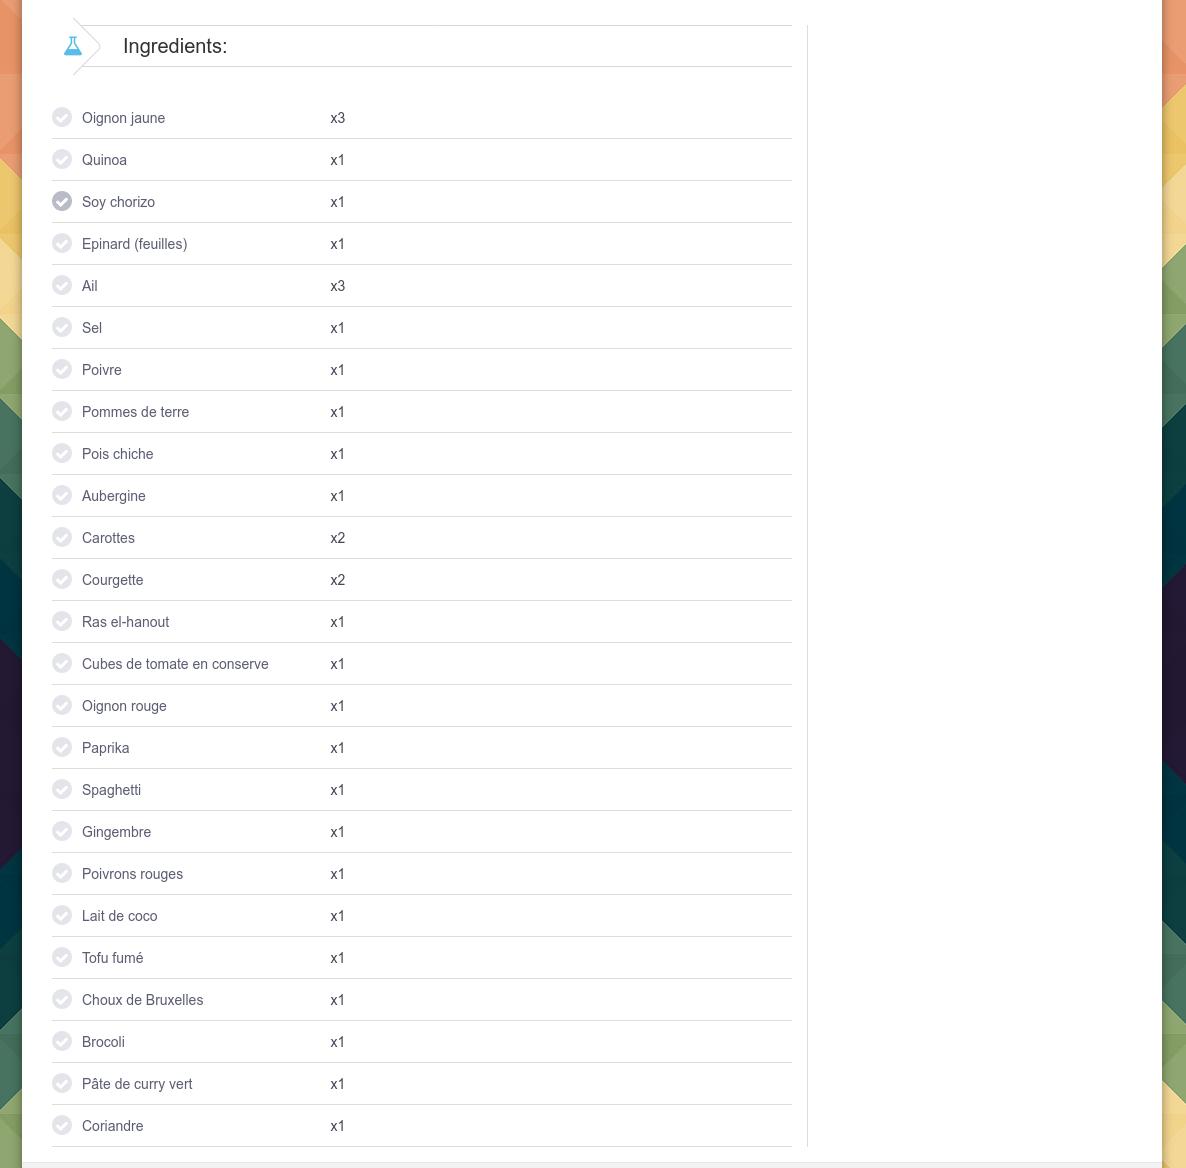 Ingredients:
Oignon jaune x3
Quinoa x1
Soy chorizo x1
Epinard (feuilles) x1
Ail x3
Sel x1
Poivre x1
Pommes de terre x1
Pois chiche x1
Aubergine x1
Carottes x2
Courgette x2
Ras el-hanout x1
Cubes de tomate en conserve x1
Oignon rouge x1
Paprika x1
Spaghetti x1
Gingembre x1
Poivrons rouges x1
Lait de coco x1
Tofu fumé x1
Choux de Bruxelles x1
Brocoli x1
Pâte de curry vert x1
Coriandre x1